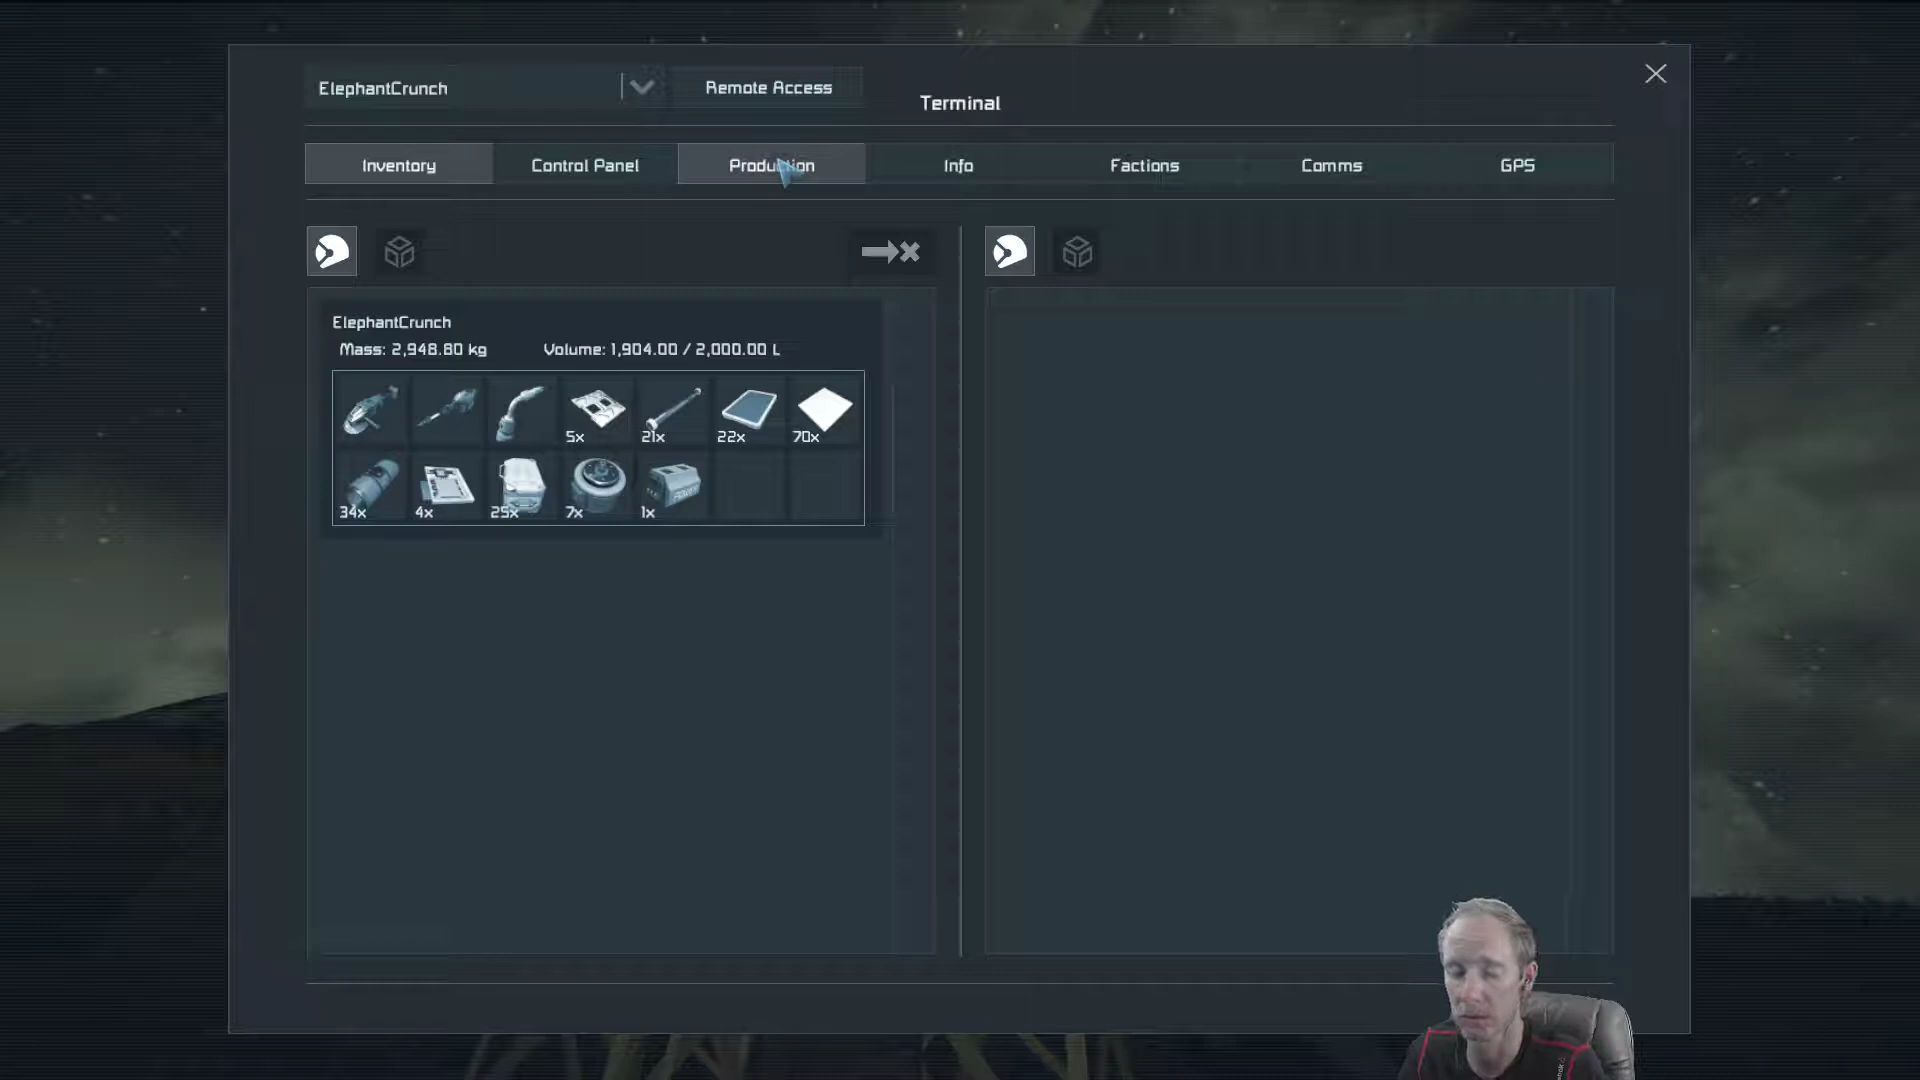 ElephantCrunch
Remote Access
Terminal
Inventory
Control Panel
Production
Info
Factions
Comms
GPS
ElephantCrunch
Mass: 2,948.80 kg
Volume: 1,904.00 / 2,000.00 L
5x
21x
22x
70x
34x
4x
25x
7x
1x